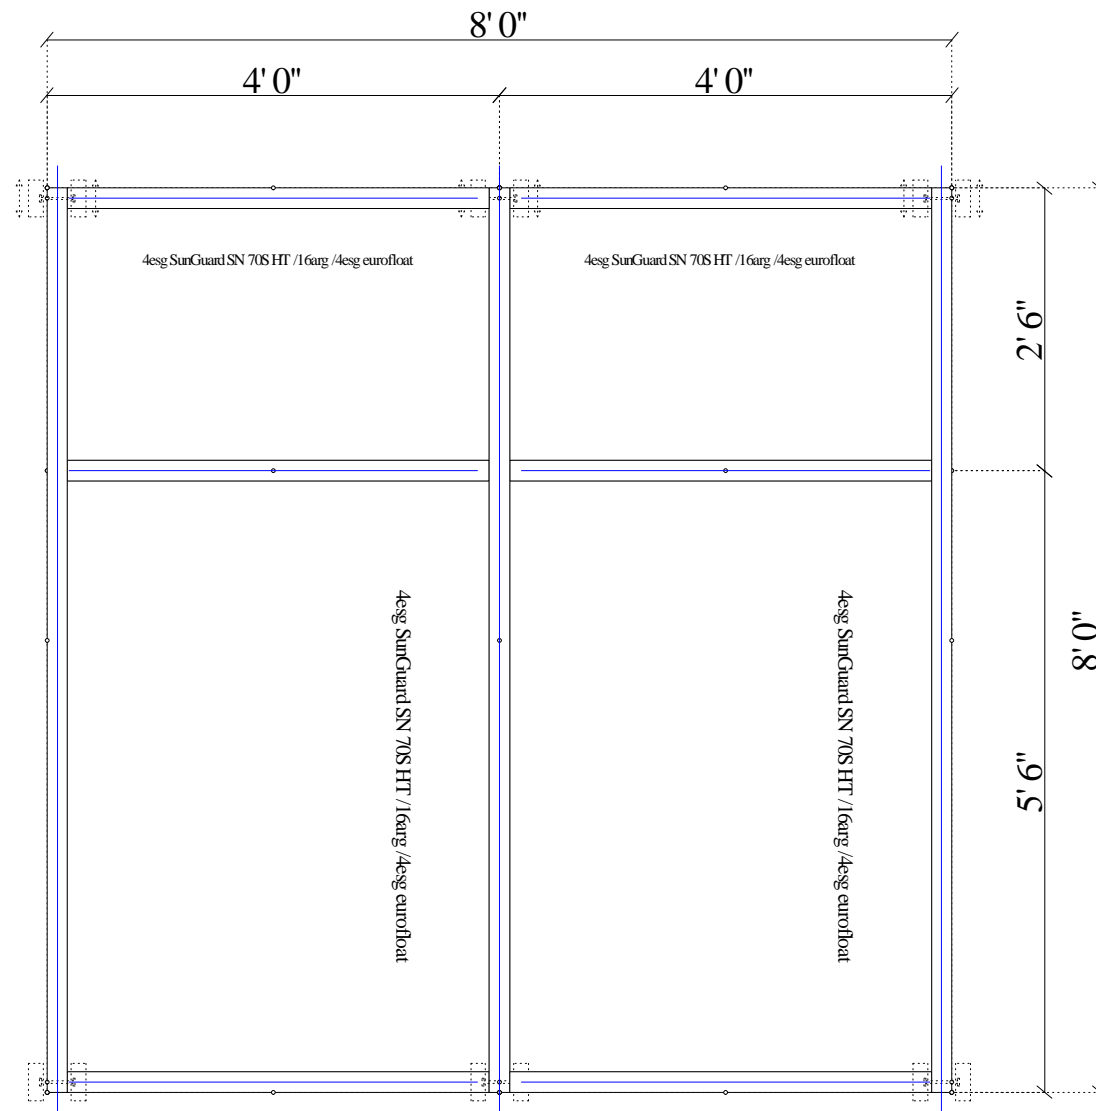 8' 0"
4' 0"
4' 0"
4esg SunGuard SN 70S HT /16arg /4esg eurofloat
4esg SunGuard SN 70S HT /16arg /4esg eurofloat
2' 6"
8' 0"
4esg SunGuard SN 70S HT /16arg /4esg eurofloat
4esg SunGuard SN 70S HT /16arg /4esg eurofloat
5' 6"